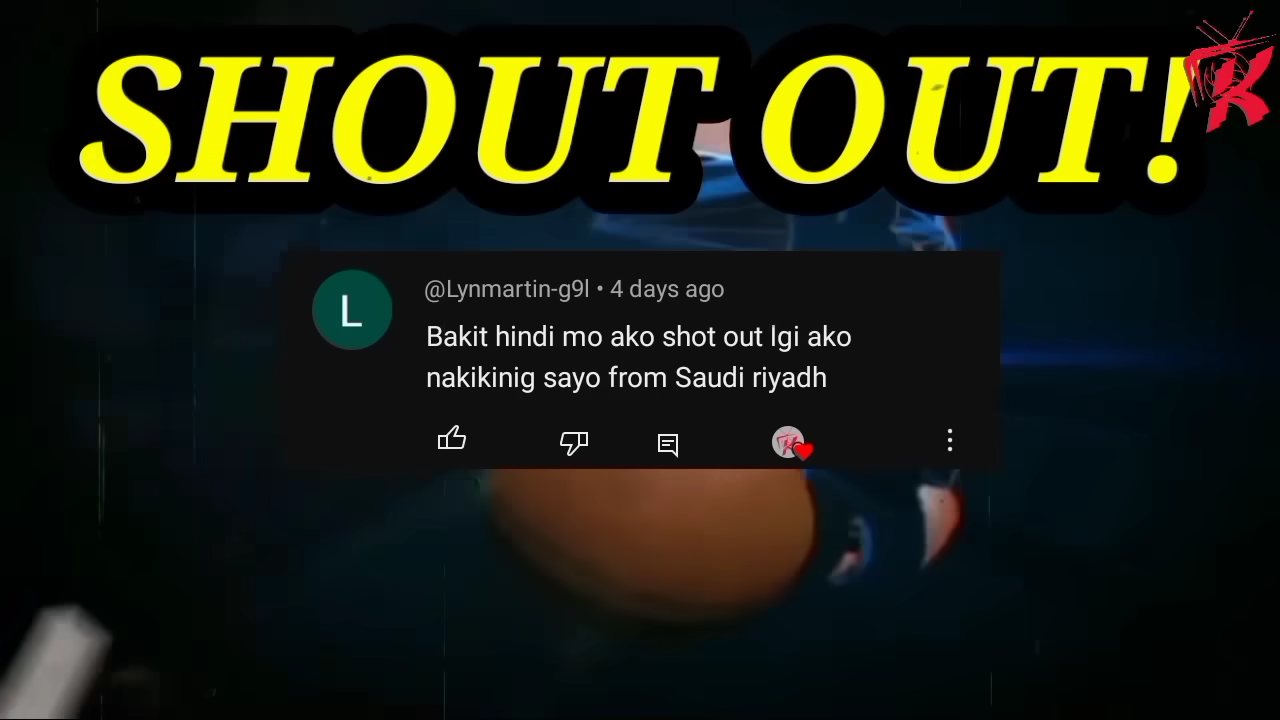 SHOUT OUT!
@Lynmartin-g9l • 4 days ago
L
Bakit hindi mo ako shot out lgi ako
nakikinig sayo from Saudi riyadh